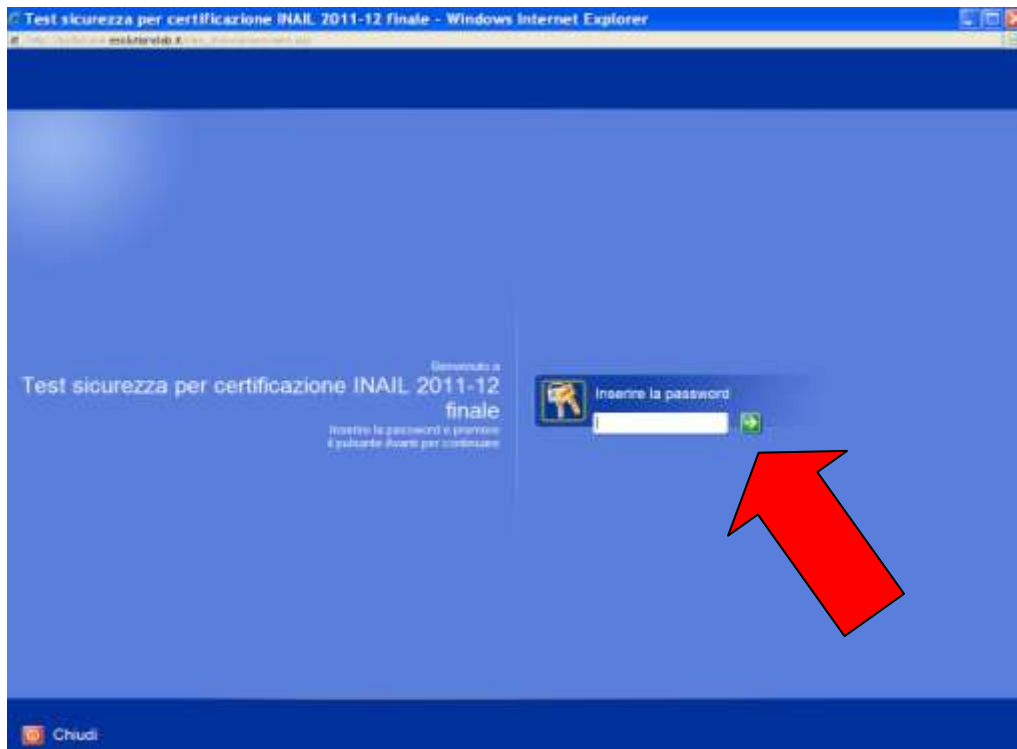 Test sicurezza per certificazione INAIL 2011-12 finale - Windows Internet Explorer
Benvenuto a
Test sicurezza per certificazione INAIL 2011-12
finale
Inserire la password e premere
il pulsante Avanti per continuare
Inserire la password
Chiudi